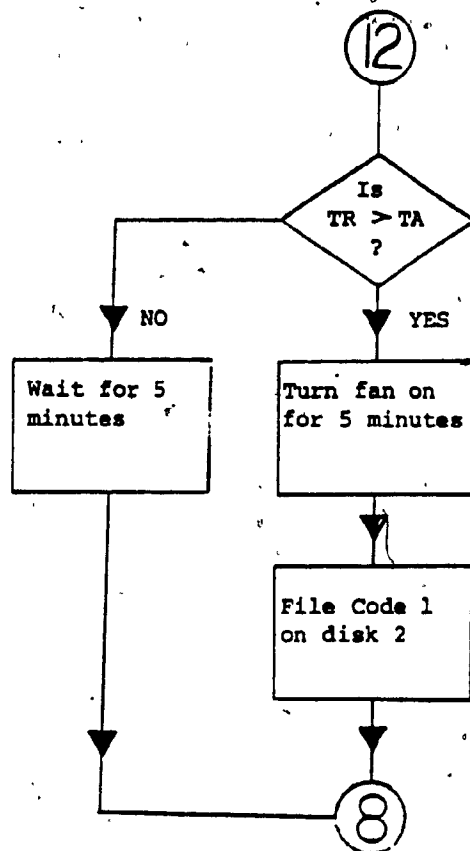 12
Is
TR > TA
?
NO
YES
Wait for 5
minutes
Turn fan on
for 5 minutes
File Code 1
on disk 2
8